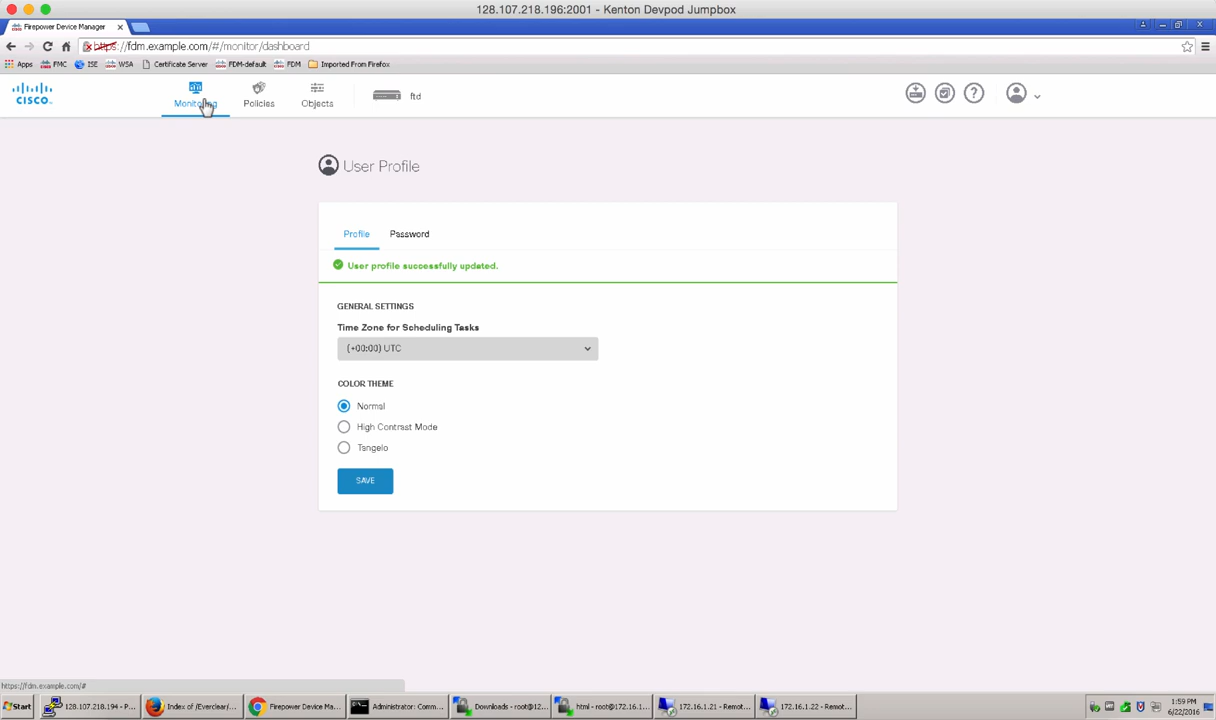 128.107.218.196:2001 - Kenton Devpod Jumpbox
Firepower Device Manager
https://fdm.example.com/#/monitor/dashboard
Apps FMC ISE WSA Certificate Server FDM-default FDM Imported From Firefox
CISCO Monitoring Policies Objects ftd
User Profile
Profile Password
User profile successfully updated.
GENERAL SETTINGS
Time Zone for Scheduling Tasks
(+00:00) UTC
COLOR THEME
Normal
High Contrast Mode
Tangelo
SAVE
https://fdm.example.com/#
Start 128.107.218.194 - P... Index of /Everclear/... Firepower Device Ma... Administrator: Comm... Downloads - root@12... html - root@172.16.1... 172.16.1.21 - Remot... 172.16.1.22 - Remot... 1:59 PM
6/22/2016